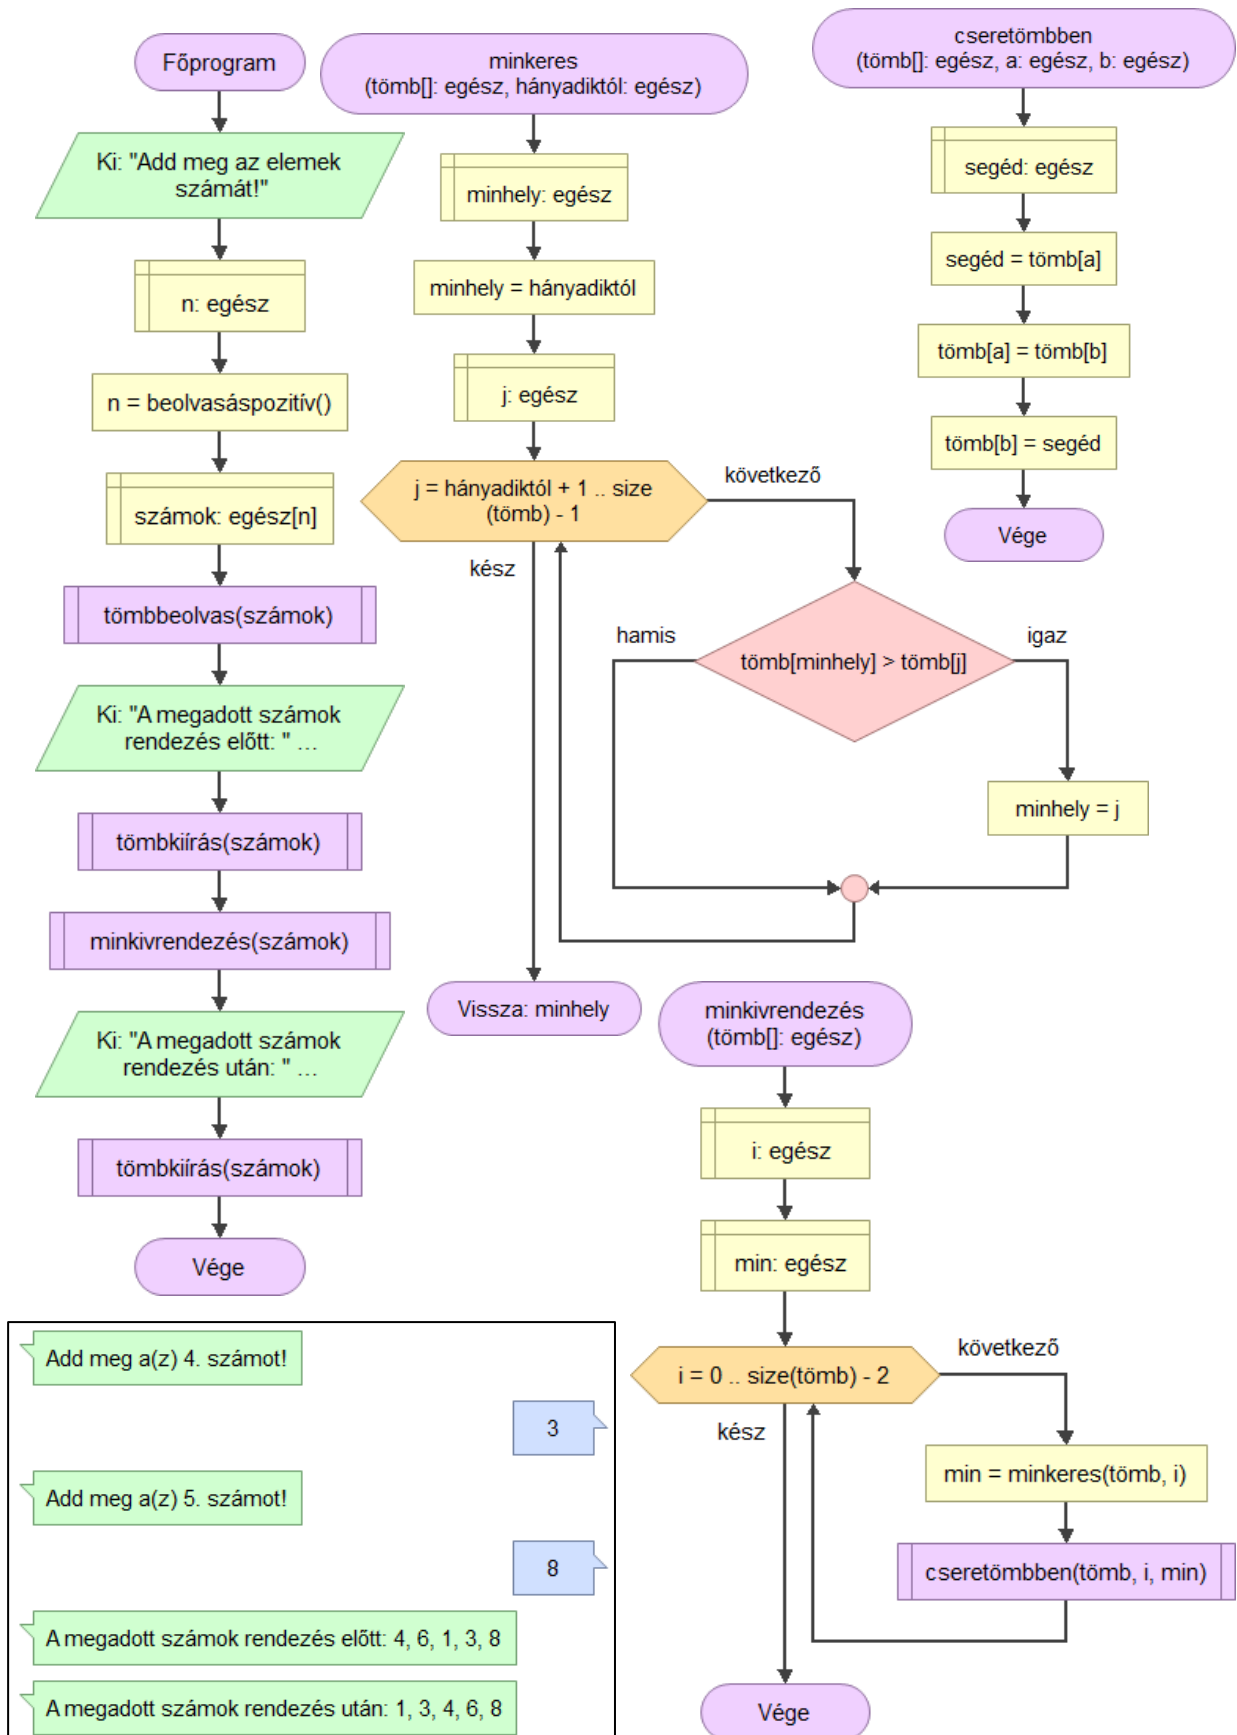 Főprogram
Ki: "Add meg az elemek
számát!"
n: egész
n = beolvasáspozitív()
számok: egész[n]
tömbbeolvas(számok)
Ki: "A megadott számok
rendezés előtt: " ...
tömbkiírás(számok)
minkivrendezés(számok)
Ki: "A megadott számok
rendezés után: " ...
tömbkiírás(számok)
Vége
minkeres
(tömb[]: egész, hányadiktól: egész)
minhely: egész
minhely = hányadiktól
j: egész
j = hányadiktól + 1 .. size
(tömb) - 1
következő
kész
hamis
igaz
tömb[minhely] > tömb[j]
minhely = j
Vissza: minhely
cseretömbben
(tömb[]: egész, a: egész, b: egész)
segéd: egész
segéd = tömb[a]
tömb[a] = tömb[b]
tömb[b] = segéd
Vége
minkivrendezés
(tömb[]: egész)
i: egész
min: egész
i = 0 .. size(tömb) - 2
következő
kész
min = minkeres(tömb, i)
cseretömbben(tömb, i, min)
Vége
Add meg a(z) 4. számot!
3
Add meg a(z) 5. számot!
8
A megadott számok rendezés előtt: 4, 6, 1, 3, 8
A megadott számok rendezés után: 1, 3, 4, 6, 8